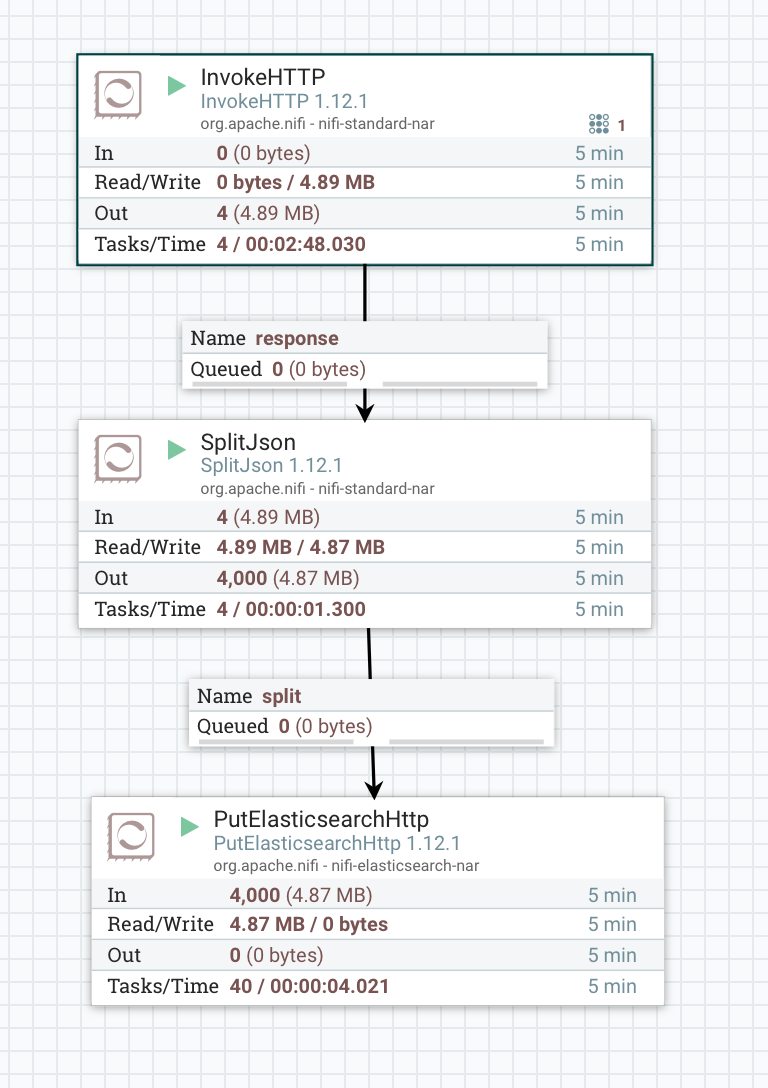 InvokeHTTP
InvokeHTTP 1.12.1
org.apache.nifi - nifi-standard-nar
1
In 0 (0 bytes) 5 min
Read/Write 0 bytes / 4.89 MB 5 min
Out 4 (4.89 MB) 5 min
Tasks/Time 4 / 00:02:48.030 5 min
Name response
Queued 0 (0 bytes)
SplitJson
SplitJson 1.12.1
org.apache.nifi - nifi-standard-nar
In 4 (4.89 MB) 5 min
Read/Write 4.89 MB / 4.87 MB 5 min
Out 4,000 (4.87 MB) 5 min
Tasks/Time 4 / 00:00:01.300 5 min
Name split
Queued 0 (0 bytes)
PutElasticsearchHttp
PutElasticsearchHttp 1.12.1
org.apache.nifi - nifi-elasticsearch-nar
In 4,000 (4.87 MB) 5 min
Read/Write 4.87 MB / 0 bytes 5 min
Out 0 (0 bytes) 5 min
Tasks/Time 40 / 00:00:04.021 5 min